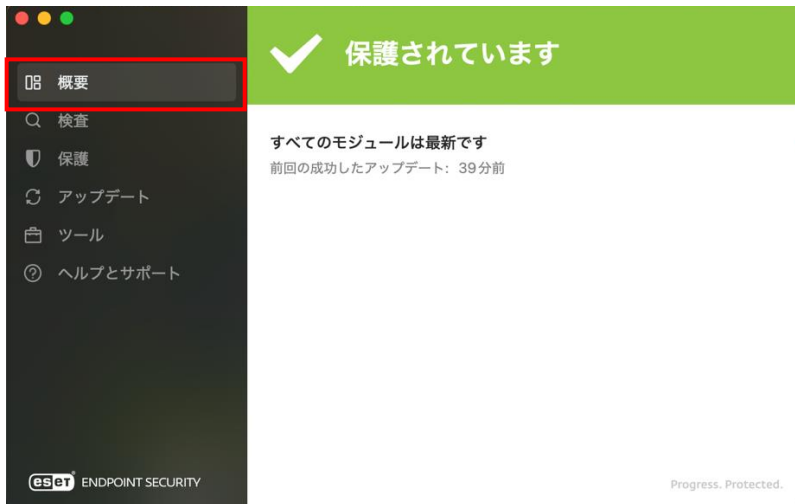 概要
検査
保護
アップデート
ツール
ヘルプとサポート
eset ENDPOINT SECURITY
保護されています
すべてのモジュールは最新です
前回の成功したアップデート: 39分前
Progress. Protected.